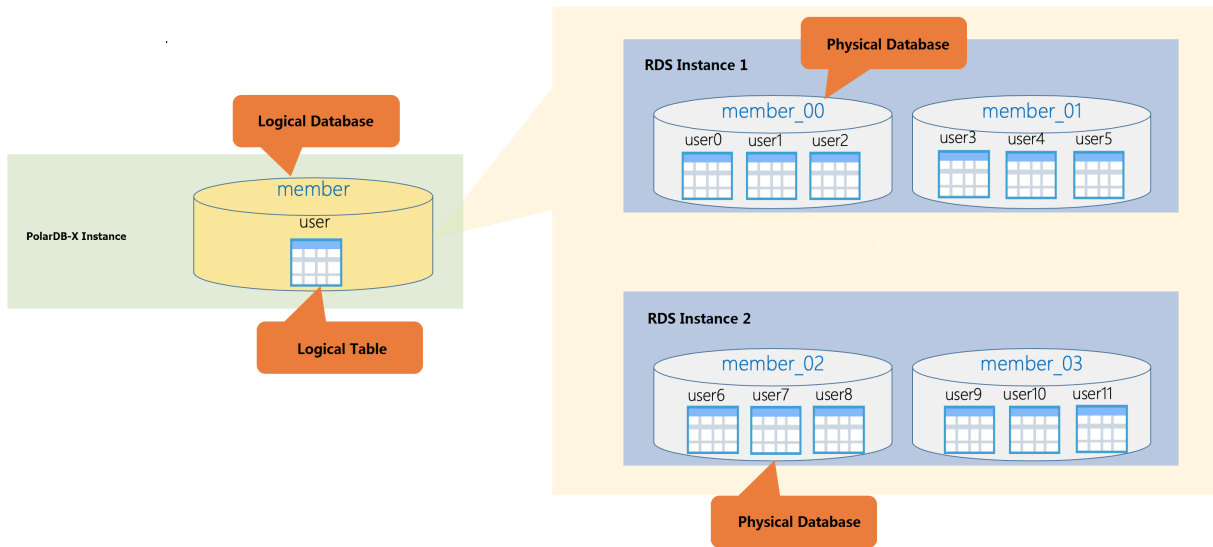 Logical Database
member
user
PolarDB-X Instance
Logical Table
Physical Database
RDS Instance 1
member_00
user0 user1 user2
member_01
user3 user4 user5
RDS Instance 2
member_02
user6 user7 user8
member_03
user9 user10 user11
Physical Database